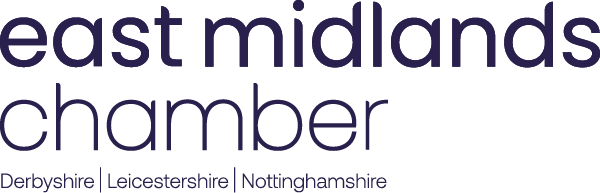 east midlands
chamber
Derbyshire | Leicestershire | Nottinghamshire